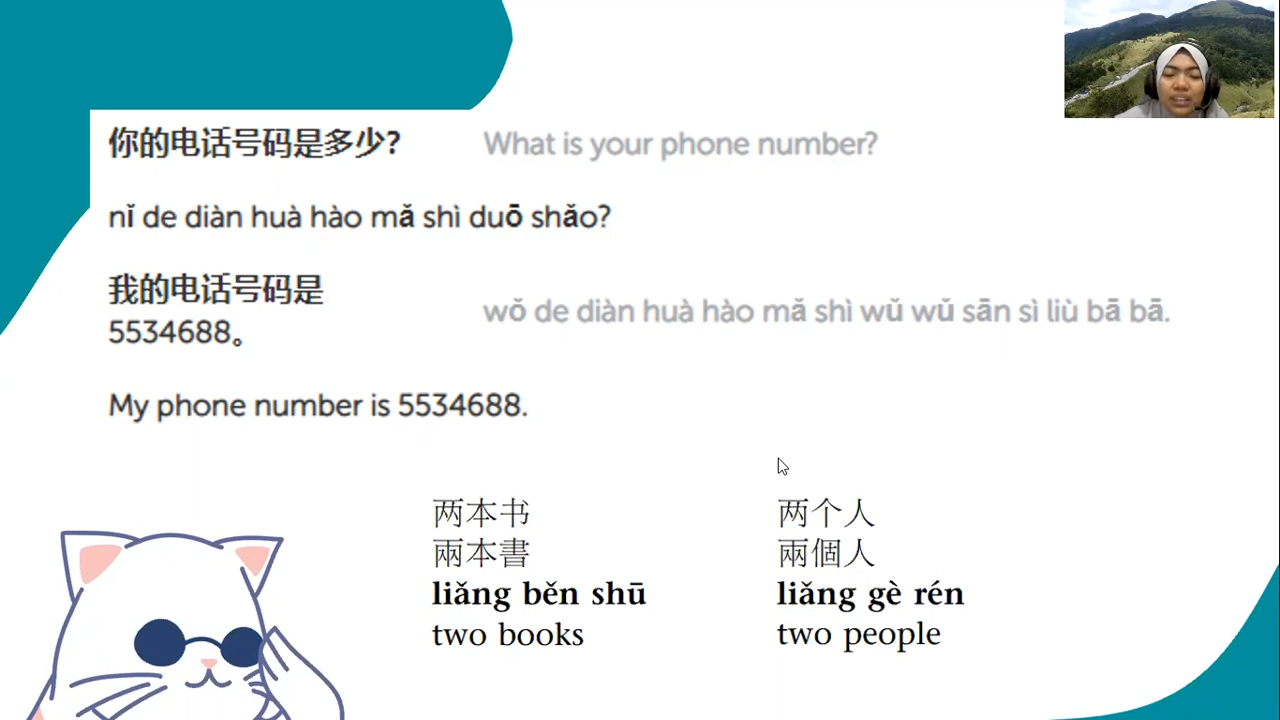 你的电话号码是多少?
What is your phone number?
nǐ de diàn huà hào mǎ shì duō shǎo?
我的电话号码是
5534688。
wǒ de diàn huà hào mǎ shì wǔ wǔ sān sì liù bā bā.
My phone number is 5534688.
两本书
兩本書
liǎng běn shū
two books
两个人
兩個人
liǎng gè rén
two people